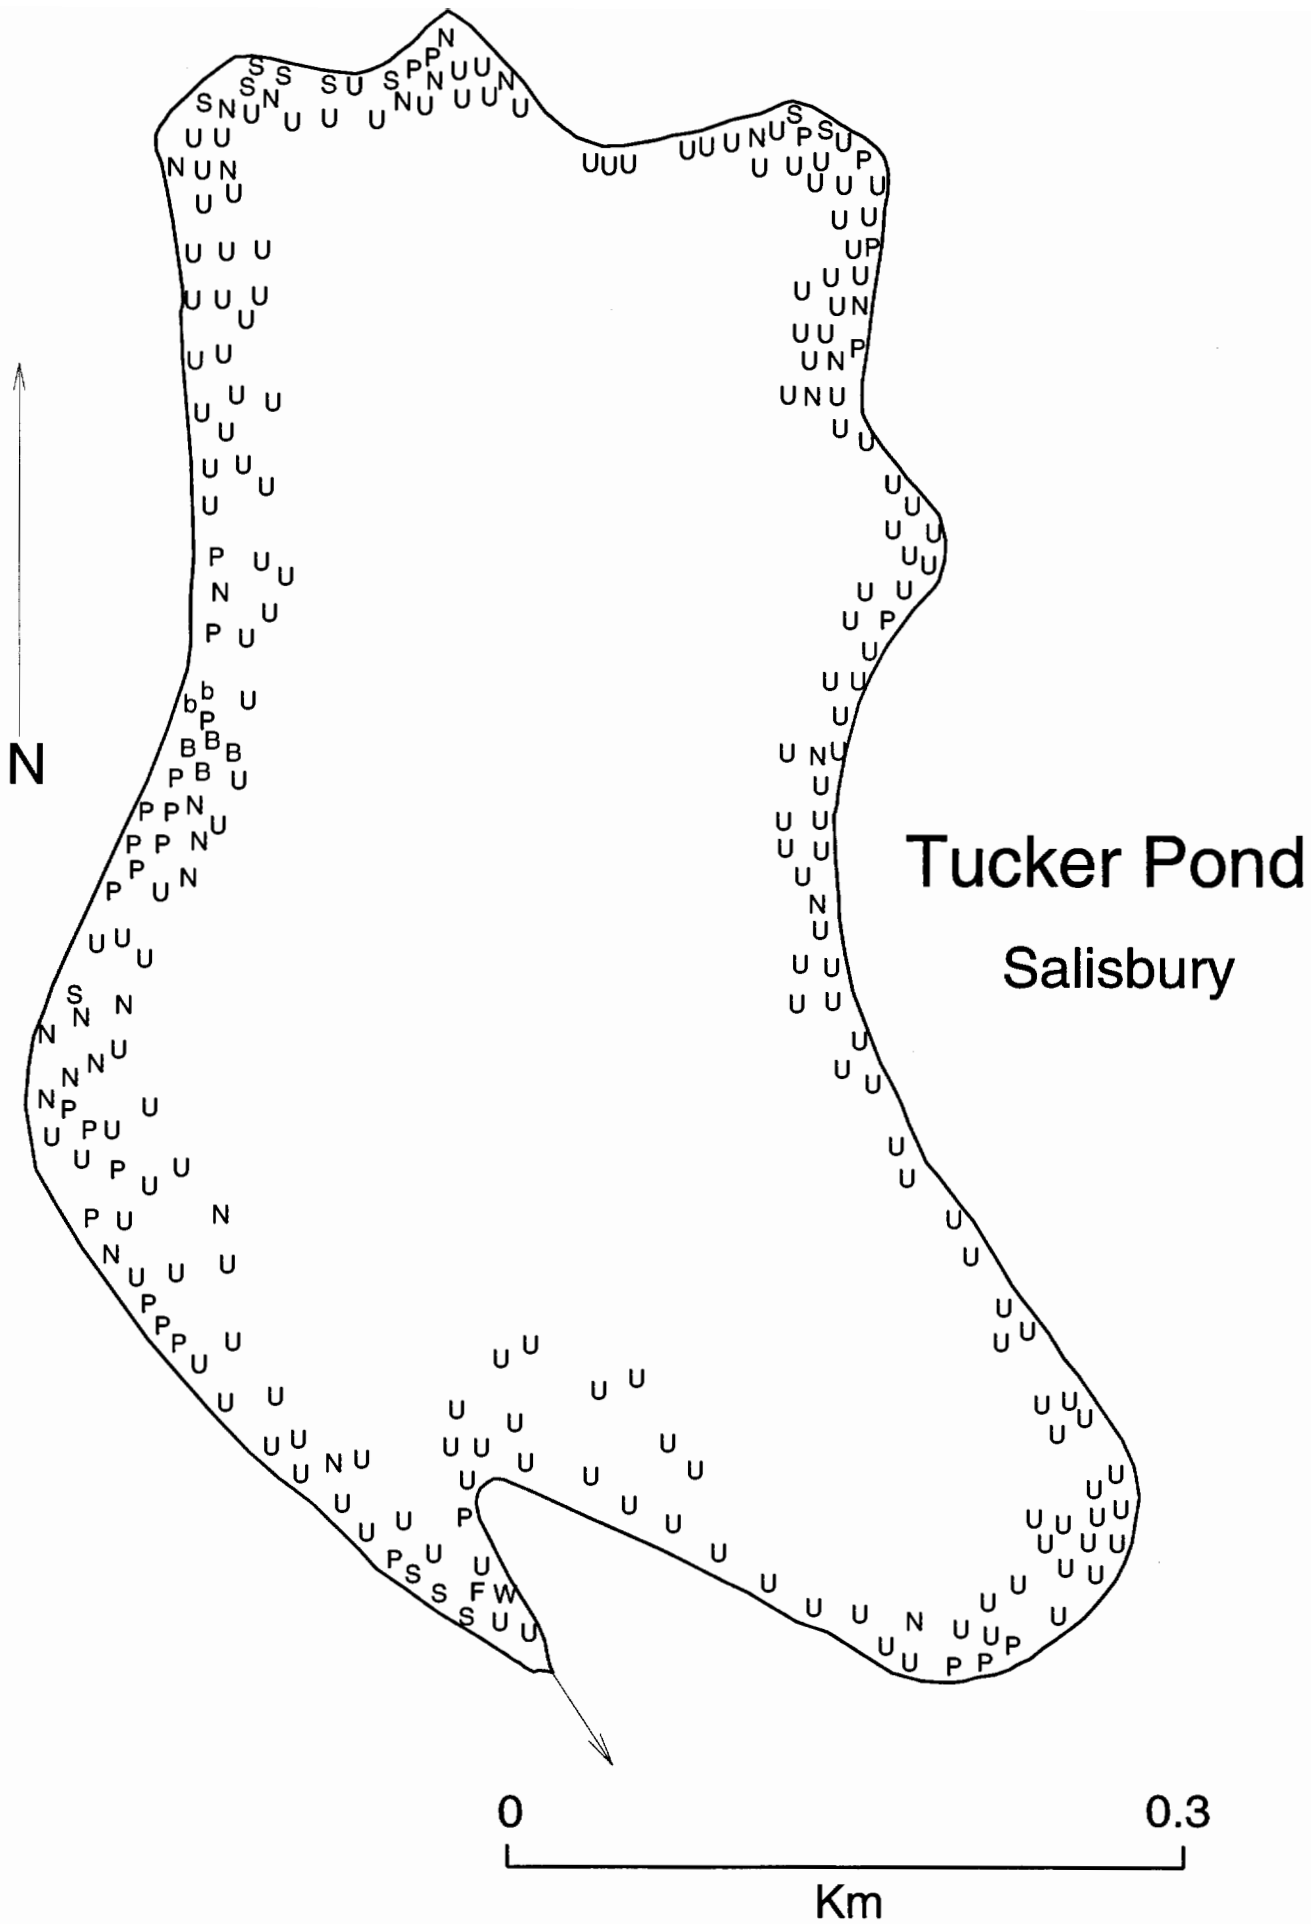 N
P P N U U N
S S S U S N U U U
S N U N U U U N U U
U U
N U N
U U
U U U N U S P S U P
U U U U U U U U U
U U U U U
U P
U U U U U U
U N
U
U U U U
U N P
U U U N U
U U
U U
U U U U
U U
U U
P U U U
N U
P U U U
U P
U
b b U U U
P U
B B B U N U
P B U U
P P N U U U
P P N U U
P U N U
P N
U U U U
U U U
S N N U U
N U
N N U U U
N P U
U P U U
U P U U U
P U N U
N U U U U
P U
P P U U U U
U U U
U U U U
U U U U U
U U U U U U
U N U U U U U U
U U U U
U U P U U U U U
P S U U U U U U
S F W U U U
S U U U U N U U U P U
U U P P
N
Tucker Pond
Salisbury
0 0.3
Km